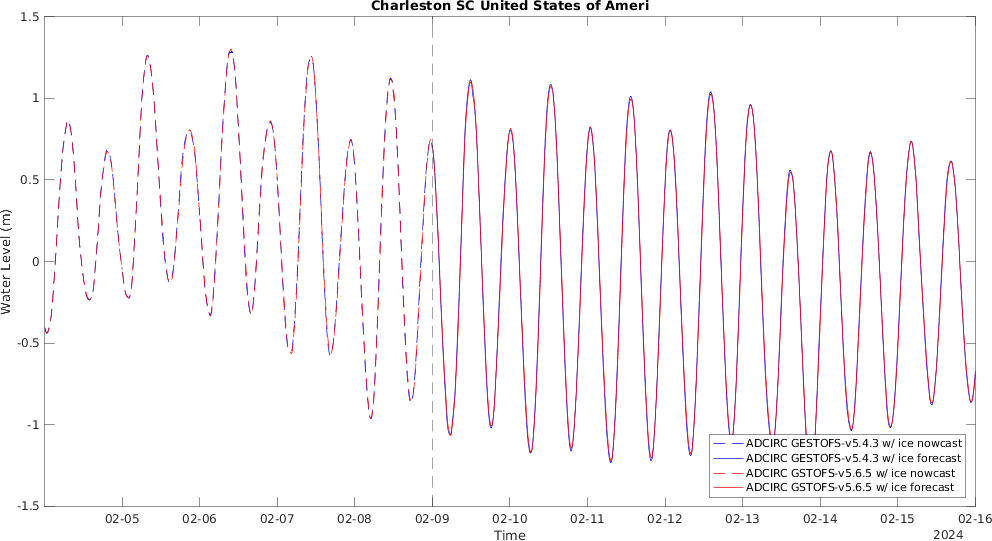 Charleston SC United States of Ameri
1.5
1
0.5
0
-0.5
-1
-1.5
Water Level (m)
ADCIRC GESTOFS-v5.4.3 w/ ice nowcast
ADCIRC GESTOFS-v5.4.3 w/ ice forecast
ADCIRC GSTOFS-v5.6.5 w/ ice nowcast
ADCIRC GSTOFS-v5.6.5 w/ ice forecast
02-05 02-06 02-07 02-08 02-09 02-10 02-11 02-12 02-13 02-14 02-15 02-16
Time
2024